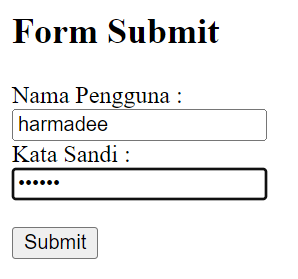 Form Submit
Nama Pengguna :
harmadee
Kata Sandi :
••••••
Submit